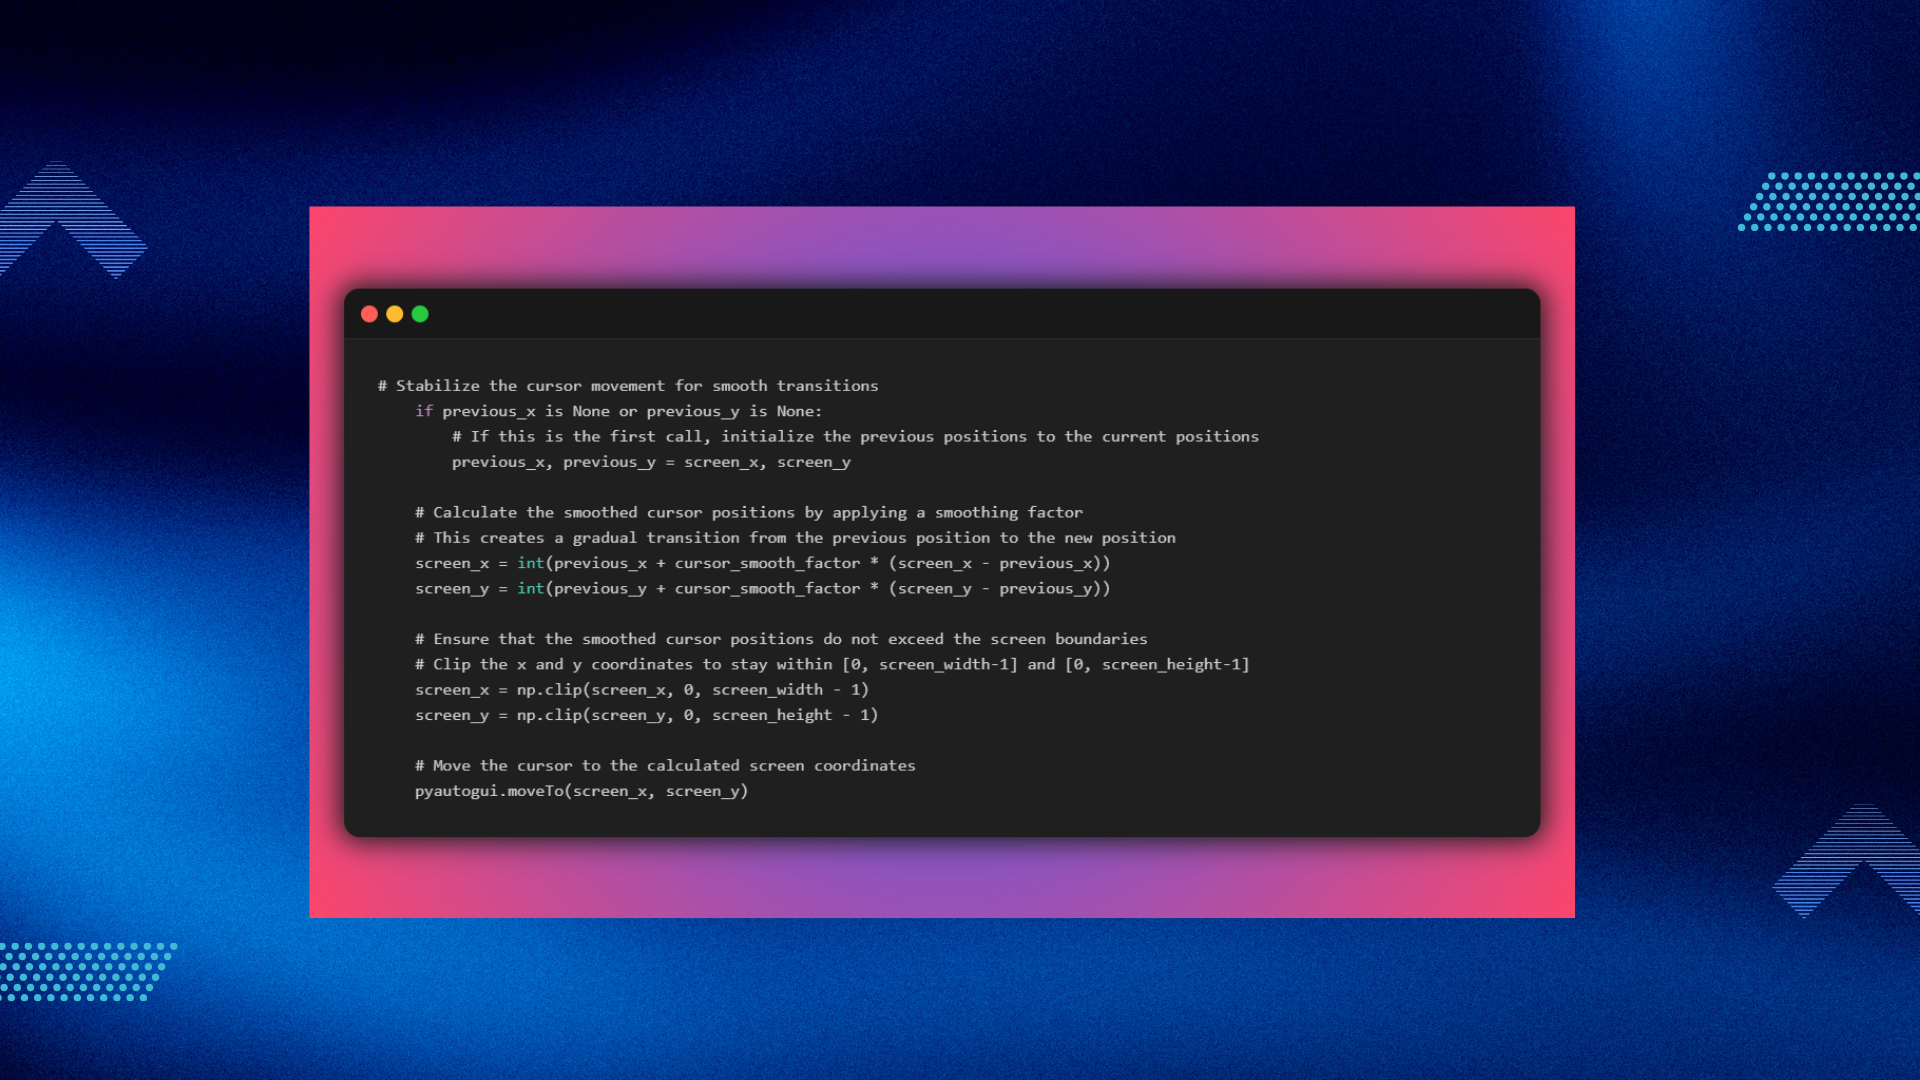 # Stabilize the cursor movement for smooth transitions
    if previous_x is None or previous_y is None:
        # If this is the first call, initialize the previous positions to the current positions
        previous_x, previous_y = screen_x, screen_y

    # Calculate the smoothed cursor positions by applying a smoothing factor
    # This creates a gradual transition from the previous position to the new position
    screen_x = int(previous_x + cursor_smooth_factor * (screen_x - previous_x))
    screen_y = int(previous_y + cursor_smooth_factor * (screen_y - previous_y))

    # Ensure that the smoothed cursor positions do not exceed the screen boundaries
    # Clip the x and y coordinates to stay within [0, screen_width-1] and [0, screen_height-1]
    screen_x = np.clip(screen_x, 0, screen_width - 1)
    screen_y = np.clip(screen_y, 0, screen_height - 1)

    # Move the cursor to the calculated screen coordinates
    pyautogui.moveTo(screen_x, screen_y)